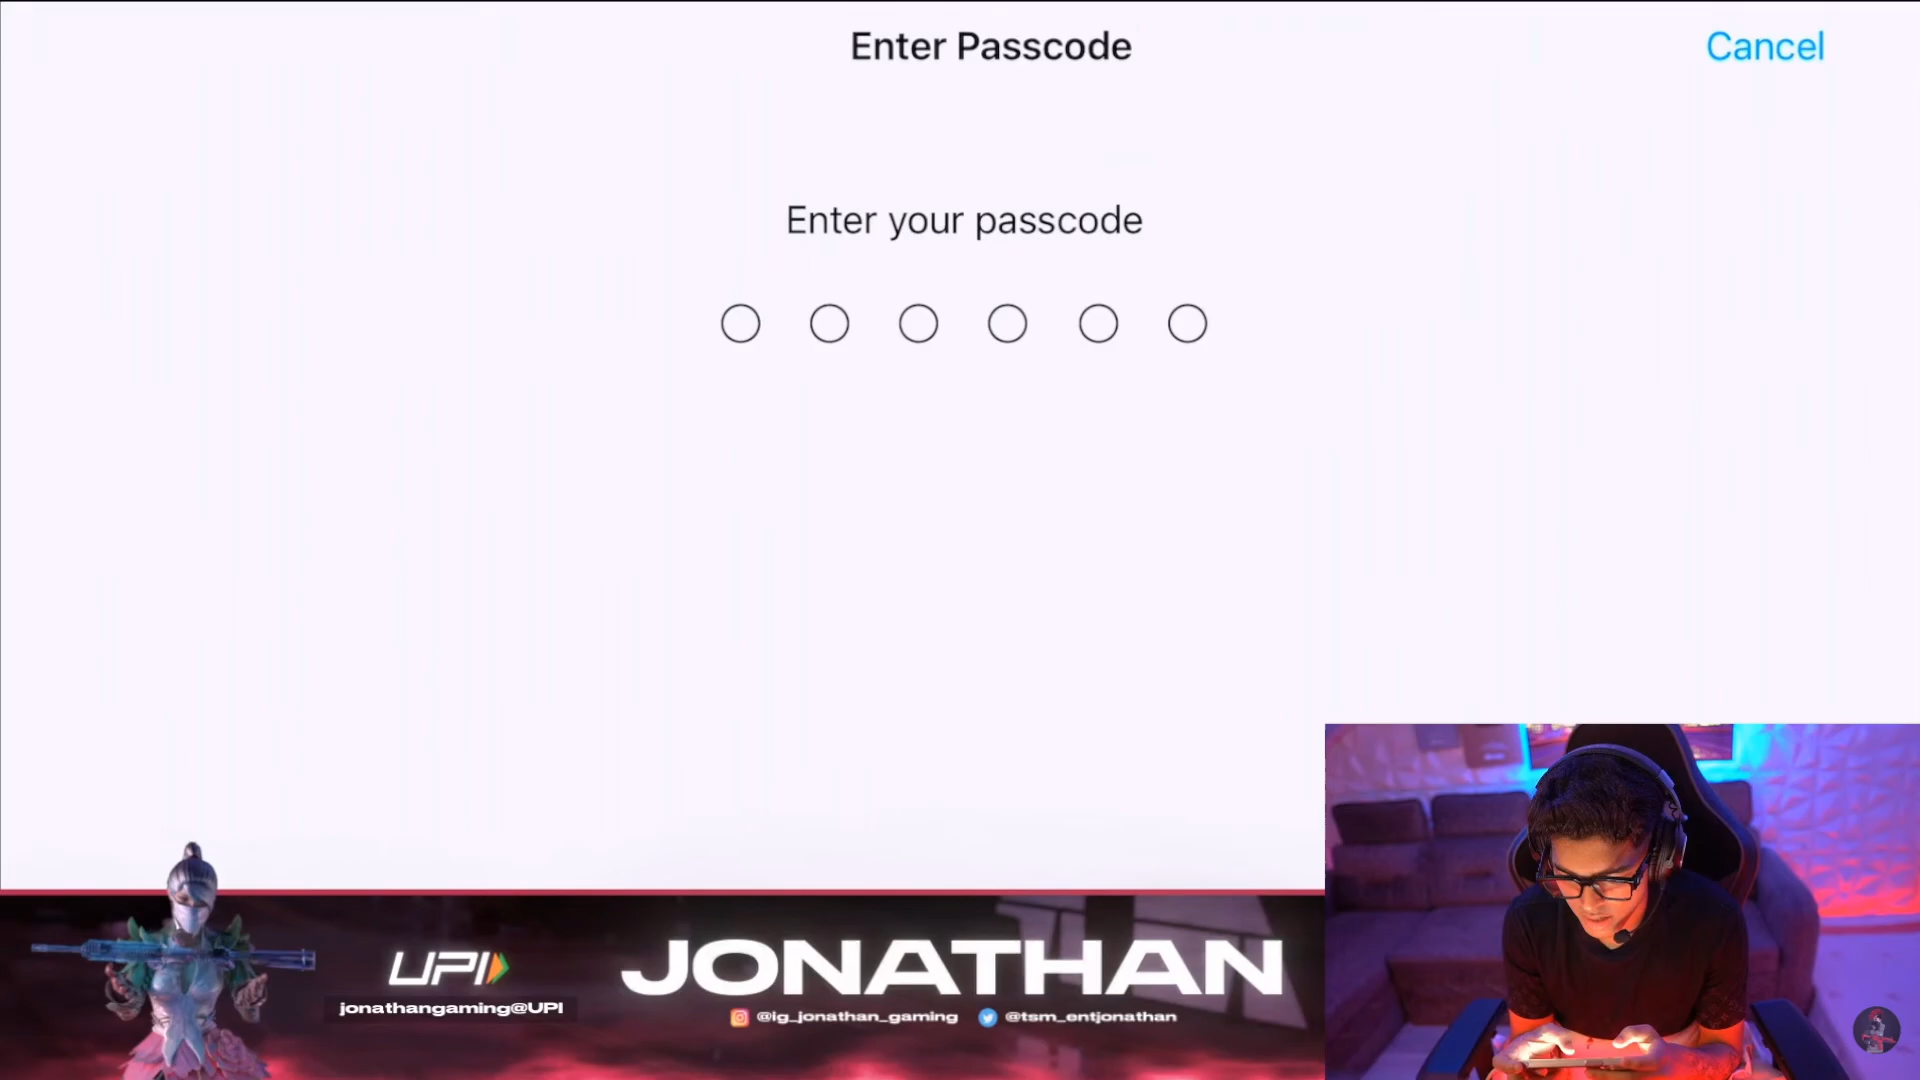 Enter Passcode
Cancel
Enter your passcode
UPI
jonathangaming@UPI
JONATHAN
@ig_jonathan_gaming @tsm_entjonathan